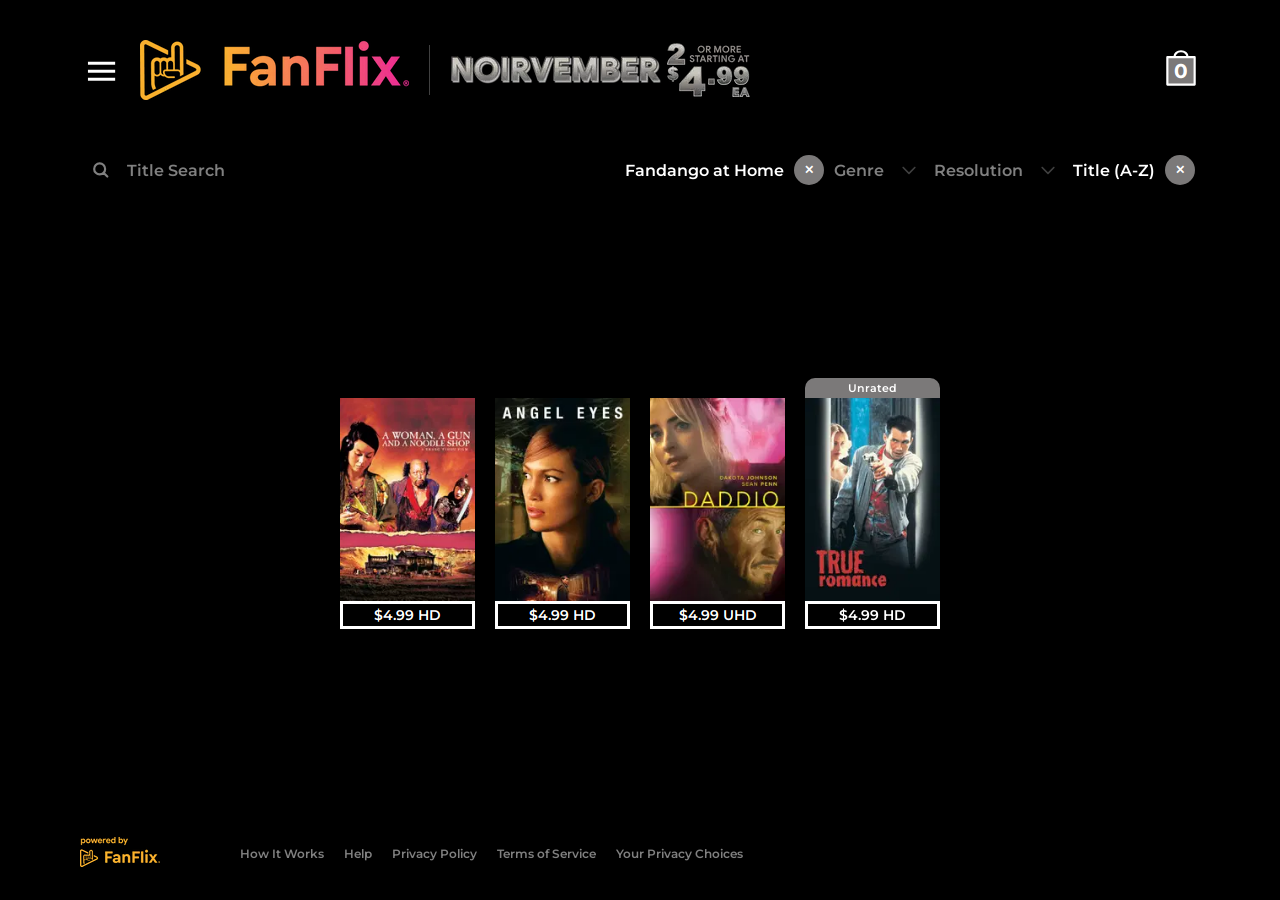 FanFlix®
NOIRVEMBER 2 OR MORE STARTING AT $4.99 EA
0
Title Search
Fandango at Home ×
Genre
Resolution
Title (A-Z) ×
Unrated
A WOMAN, A GUN
AND A NOODLE SHOP
ANGEL EYES
DAKOTA JOHNSON
SEAN PENN
DADDIO
TRUE
romance
$4.99 HD
$4.99 HD
$4.99 UHD
$4.99 HD
powered by
FanFlix.
How It Works
Help
Privacy Policy
Terms of Service
Your Privacy Choices